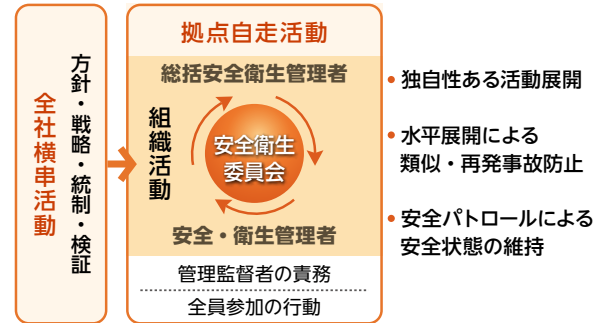 全社横串活動
方針・戦略・統制・検証
拠点自走活動
総括安全衛生管理者
組織活動
安全衛生
委員会
安全・衛生管理者
管理監督者の責務
全員参加の行動
• 独自性ある活動展開
• 水平展開による
類似・再発事故防止
• 安全パトロールによる
安全状態の維持